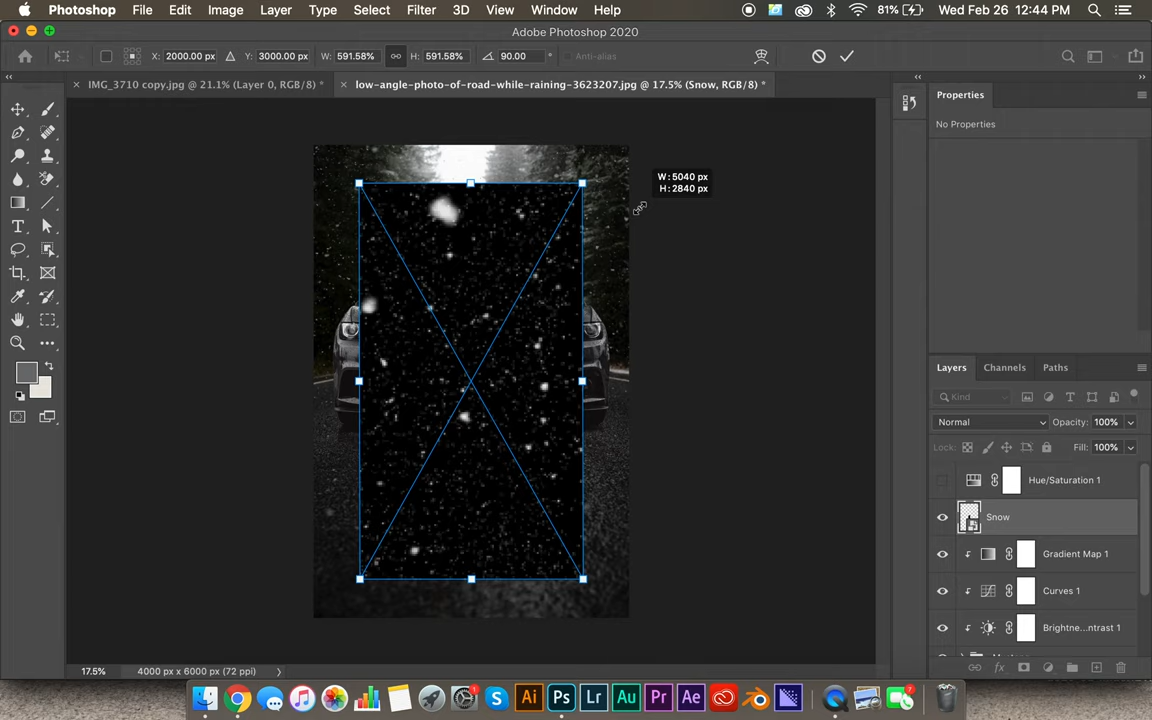 Photoshop File Edit Image Layer Type Select Filter 3D View Window Help 81% Wed Feb 26 12:44 PM
Adobe Photoshop 2020
X: 2000.00 px Y: 3000.00 px W: 591.58% H: 591.58% 90.00 ° Anti-alias
× IMG_3710 copy.jpg @ 21.1% (Layer 0, RGB/8) * × low-angle-photo-of-road-while-raining-3623207.jpg @ 17.5% (Snow, RGB/8) *
Properties
No Properties
W: 5040 px
H: 2840 px
Layers Channels Paths
Kind
Normal Opacity: 100%
Lock: Fill: 100%
Hue/Saturation 1
Snow
Gradient Map 1
Curves 1
Brightne...ntrast 1
17.5% 4000 px x 6000 px (72 ppi)
Ai Ps Lr Au Pr Ae